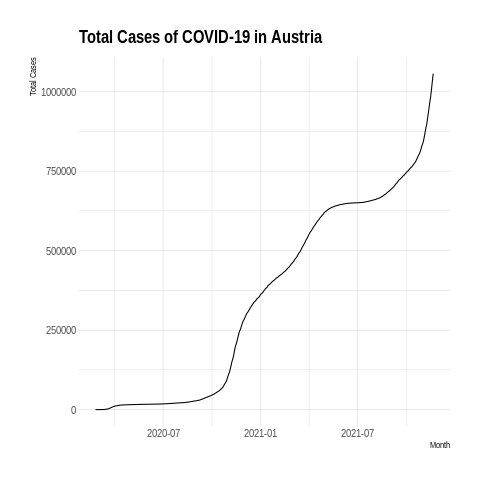 Total Cases of COVID-19 in Austria
Total Cases
1000000
750000
500000
250000
0
2020-07 2021-01 2021-07
Month